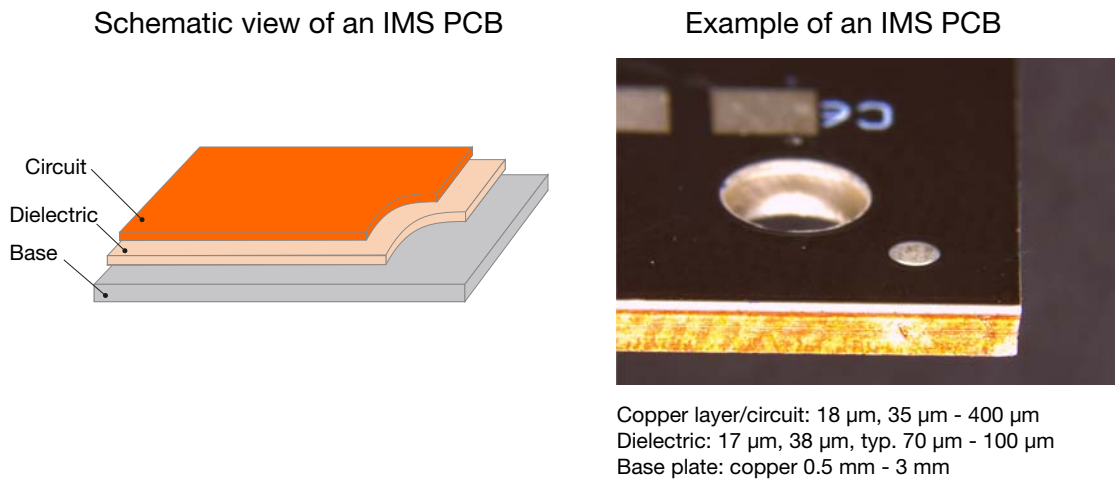 Schematic view of an IMS PCB
Example of an IMS PCB
Circuit
Dielectric
Base
CE
Copper layer/circuit: 18 µm, 35 µm - 400 µm
Dielectric: 17 µm, 38 µm, typ. 70 µm - 100 µm
Base plate: copper 0.5 mm - 3 mm